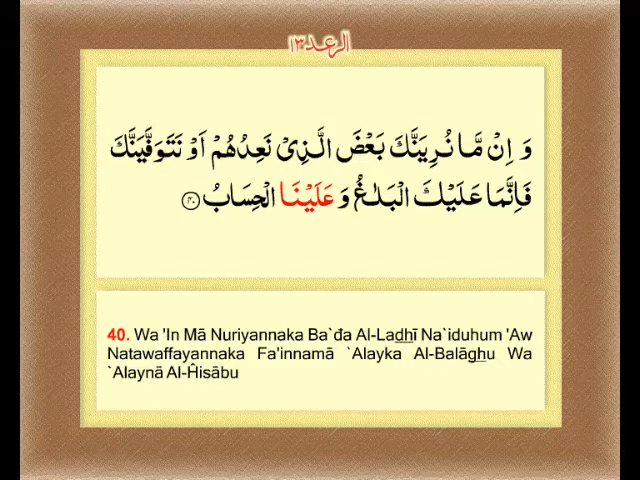 الرعد ١٣
وَ اِنْ مَّا نُرِيَنَّكَ بَعْضَ الَّذِىْ نَعِدُهُمْ اَوْ نَتَوَفَّيَنَّكَ
فَاِنَّمَا عَلَيْكَ الْبَلٰغُ وَ عَلَيْنَا الْحِسَابُ ۝٤٠
40. Wa 'In Mā Nuriyannaka Ba`đa Al-Ladhī Na`iduhum 'Aw
Natawaffayannaka Fa'innamā `Alayka Al-Balāghu Wa
`Alaynā Al-Ĥisābu